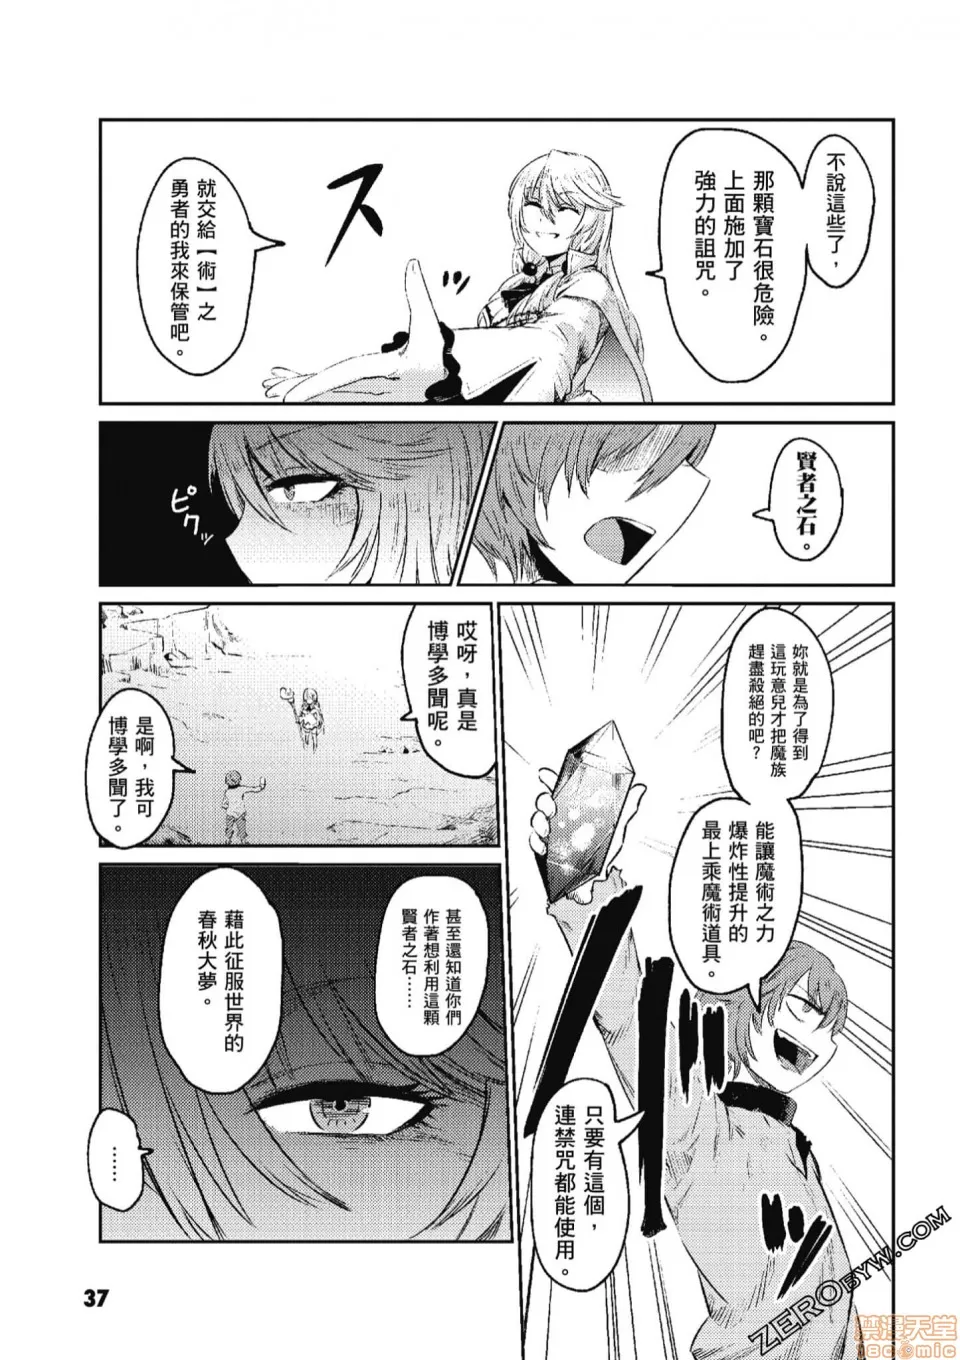 不說這些了，
那顆寶石很危險。
上面施加了
強力的詛咒。
ス
ッ
就交給【術】之
勇者的我來保管吧。
賢者之石。
ピクッ
妳就是為了得到
這玩意兒才把魔族
趕盡殺絕的吧？
能讓魔術之力
爆炸性提升的
最上乘魔術道具。
只要有這個，
連禁咒都能使用。
哎呀，真是
博學多聞呢。
是啊，我可
博學多聞了。
甚至還知道你們
作著想利用這顆
賢者之石……
藉此征服世界的
春秋大夢。
……
37
ZEROBYW.COM
禁漫天堂
18comic